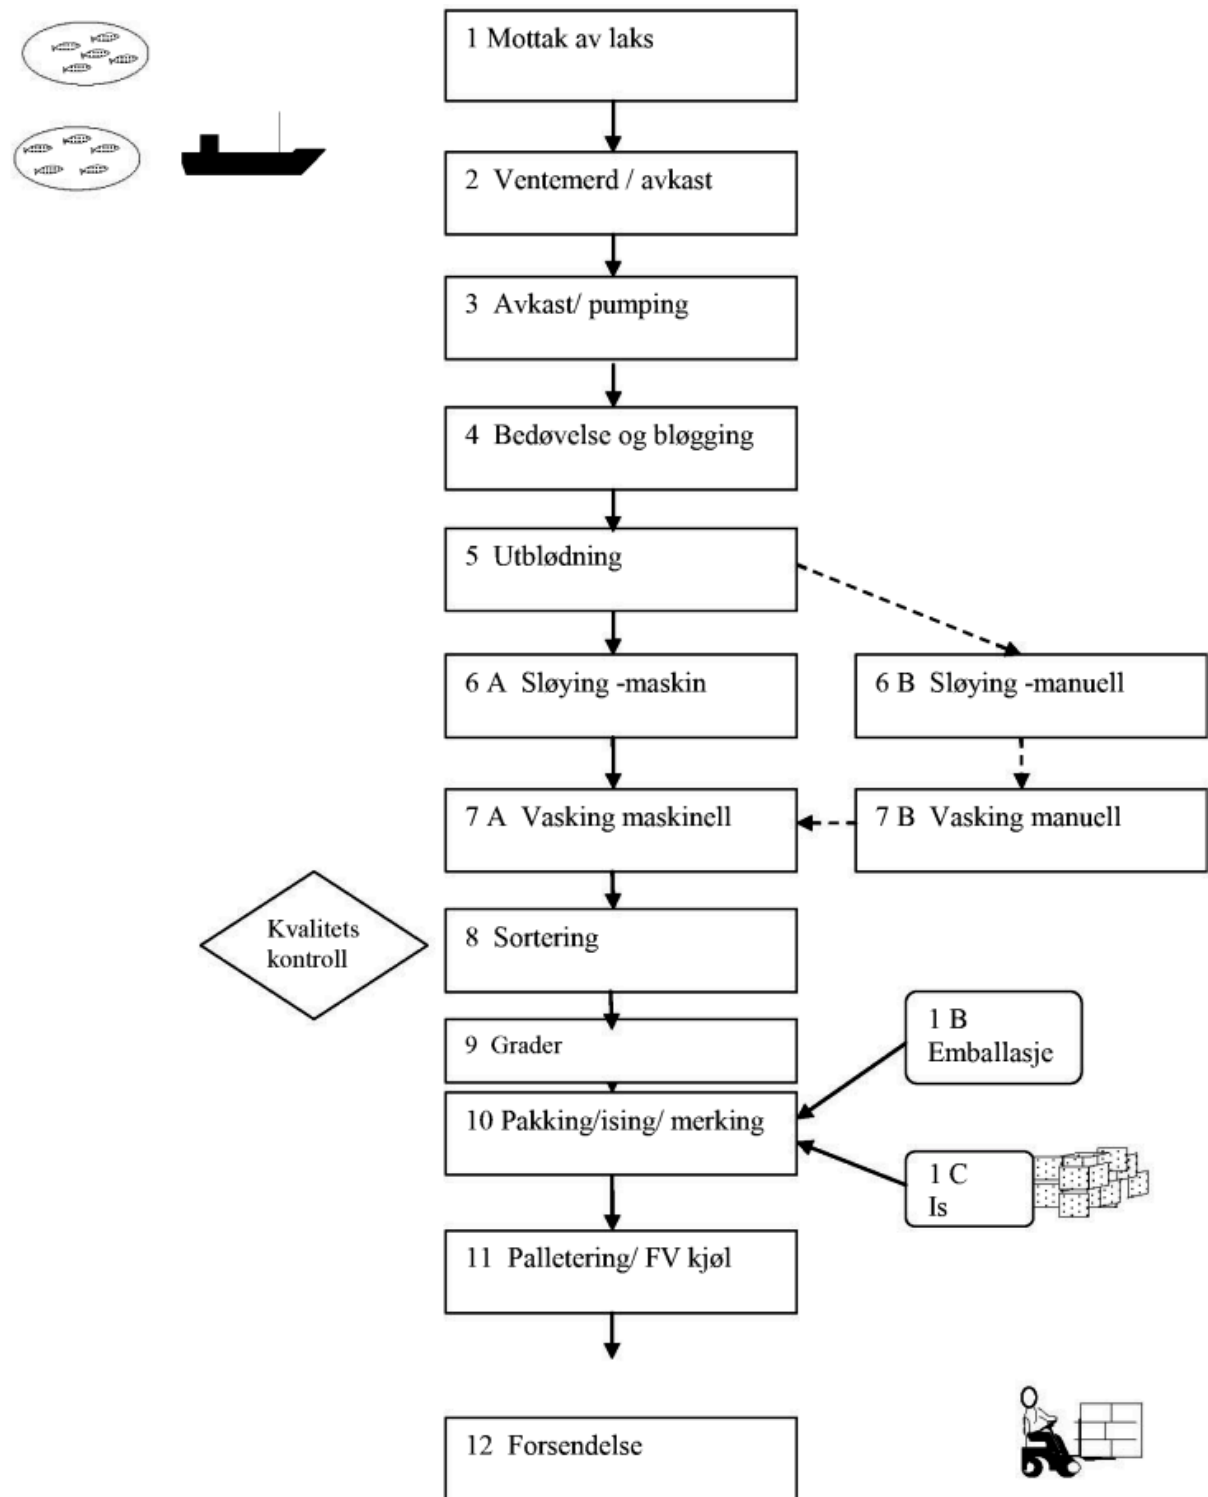 1 Mottak av laks
2 Ventemerd / avkast
3 Avkast/ pumping
4 Bedøvelse og bløgging
5 Utblødning
6 A Sløying -maskin
6 B Sløying -manuell
7 A Vasking maskinell
7 B Vasking manuell
Kvalitets
kontroll
8 Sortering
9 Grader
1 B
Emballasje
10 Pakking/ising/ merking
1 C
Is
11 Palletering/ FV kjøl
12 Forsendelse